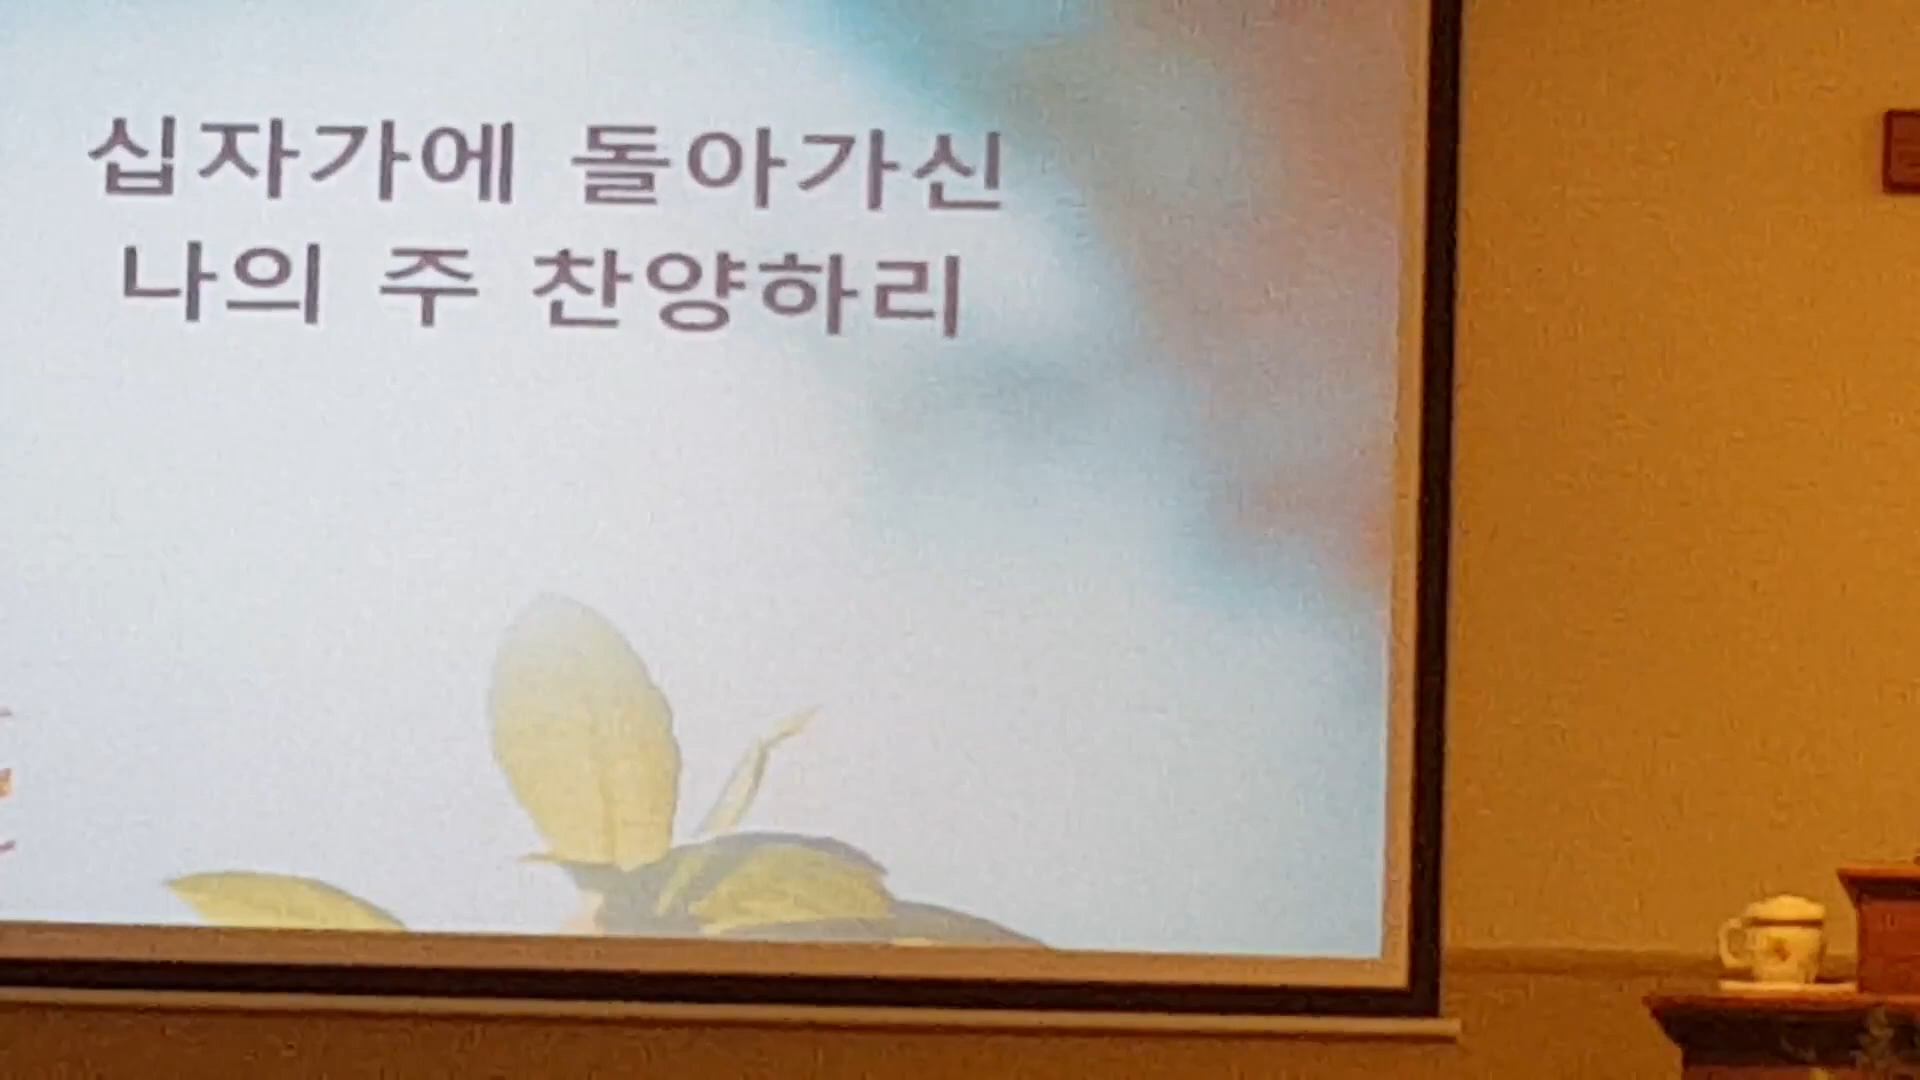 십자가에 돌아가신
나의 주 찬양하리